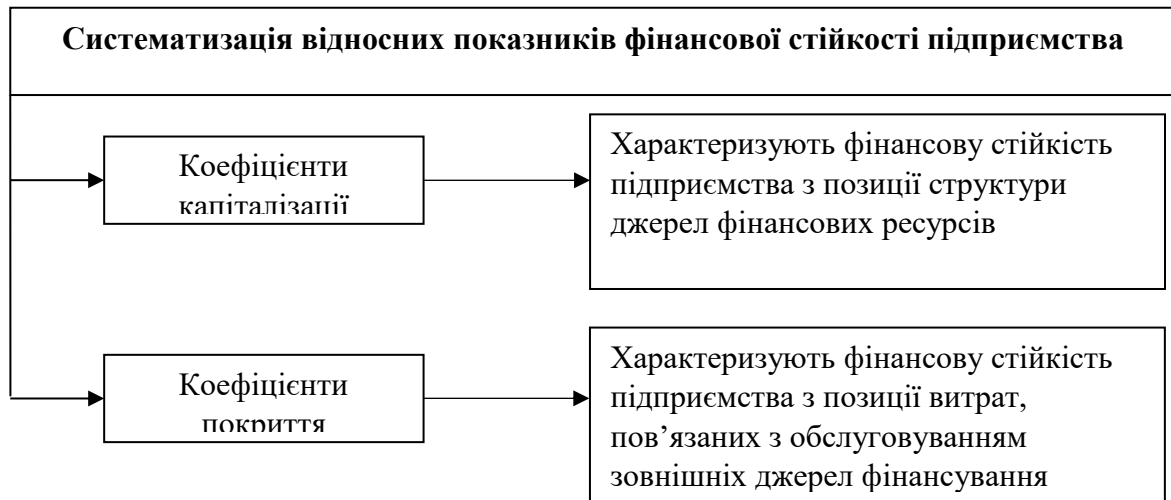 Систематизація відносних показників фінансової стійкості підприємства
Коефіцієнти
капіталізації
Характеризують фінансову стійкість
підприємства з позиції структури
джерел фінансових ресурсів
Коефіцієнти
покриття
Характеризують фінансову стійкість
підприємства з позиції витрат,
пов’язаних з обслуговуванням
зовнішніх джерел фінансування